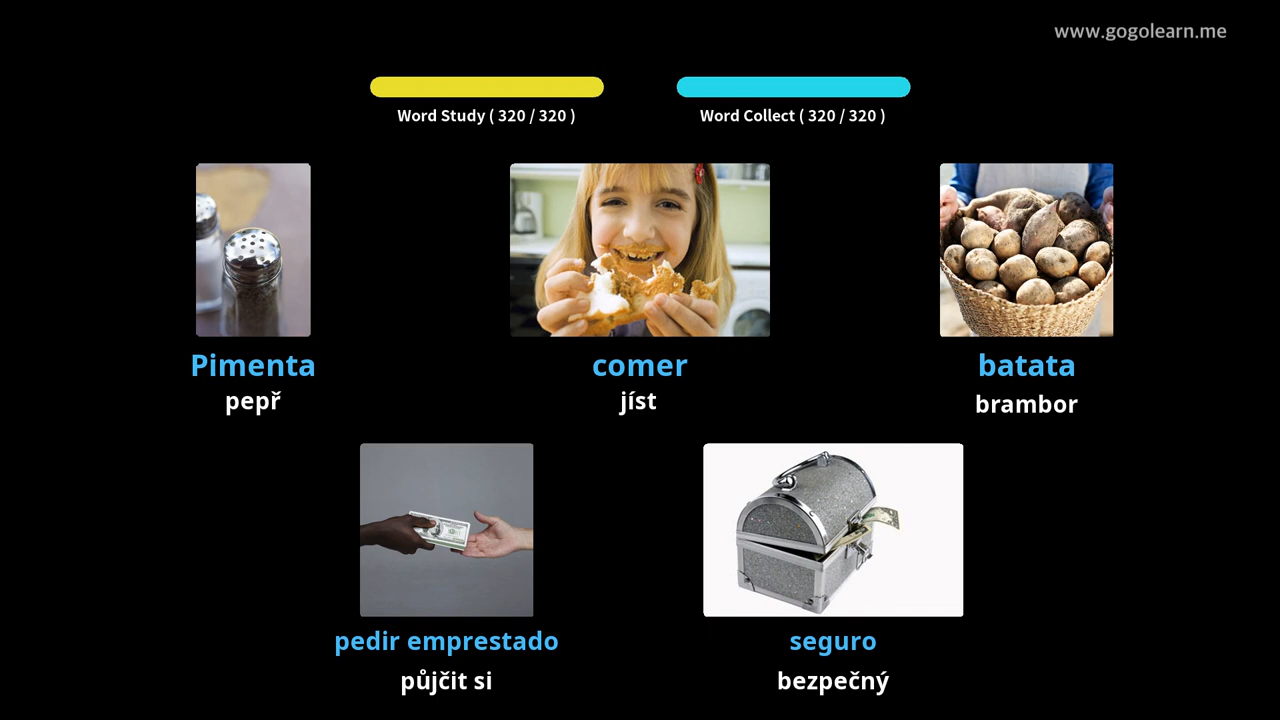 www.gogolearn.me
Word Study ( 320 / 320 )
Word Collect ( 320 / 320 )
Pimenta
pepř
comer
jíst
batata
brambor
pedir emprestado
půjčit si
seguro
bezpečný